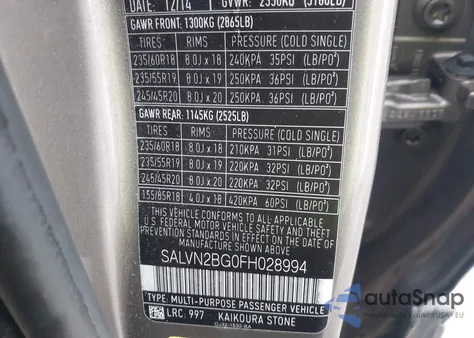 DATE: 12/14 GVWR: 2350KG (5180LB)
GAWR FRONT: 1300KG (2865LB)
TIRES RIMS PRESSURE (COLD SINGLE)
235/60R18 8.0J x 18 240KPA 35PSI (LB/PO²)
235/55R19 8.0J x 19 250KPA 36PSI (LB/PO²)
245/45R20 8.0J x 20 250KPA 36PSI (LB/PO²)
GAWR REAR: 1145KG (2525LB)
TIRES RIMS PRESSURE (COLD SINGLE)
235/60R18 8.0J x 18 210KPA 31PSI (LB/PO²)
235/55R19 8.0J x 19 220KPA 32PSI (LB/PO²)
245/45R20 8.0J x 20 220KPA 32PSI (LB/PO²)
155/85R18 4.0J x 18 420KPA 60PSI (LB/PO²)
THIS VEHICLE CONFORMS TO ALL APPLICABLE
U.S. FEDERAL MOTOR VEHICLE SAFETY AND THEFT
PREVENTION STANDARDS IN EFFECT ON THE DATE OF
MANUFACTURE SHOWN ABOVE.
SALVN2BG0FH028994
TYPE: MULTI-PURPOSE PASSENGER VEHICLE
LRC: 997 KAIKOURA STONE
autoSnap
Powered by AutoBidCar